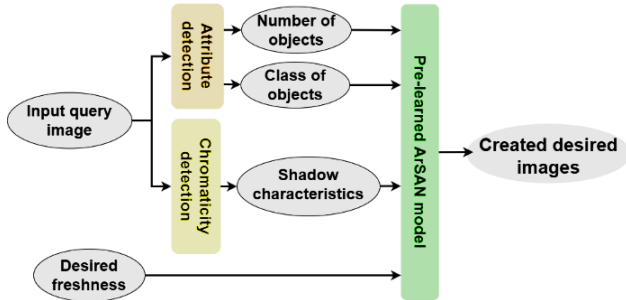 Input query
image
Attribute
detection
Number of
objects
Class of
objects
Chromaticity
detection
Shadow
characteristics
Desired
freshness
Pre-learned ArSAN model
Created desired
images